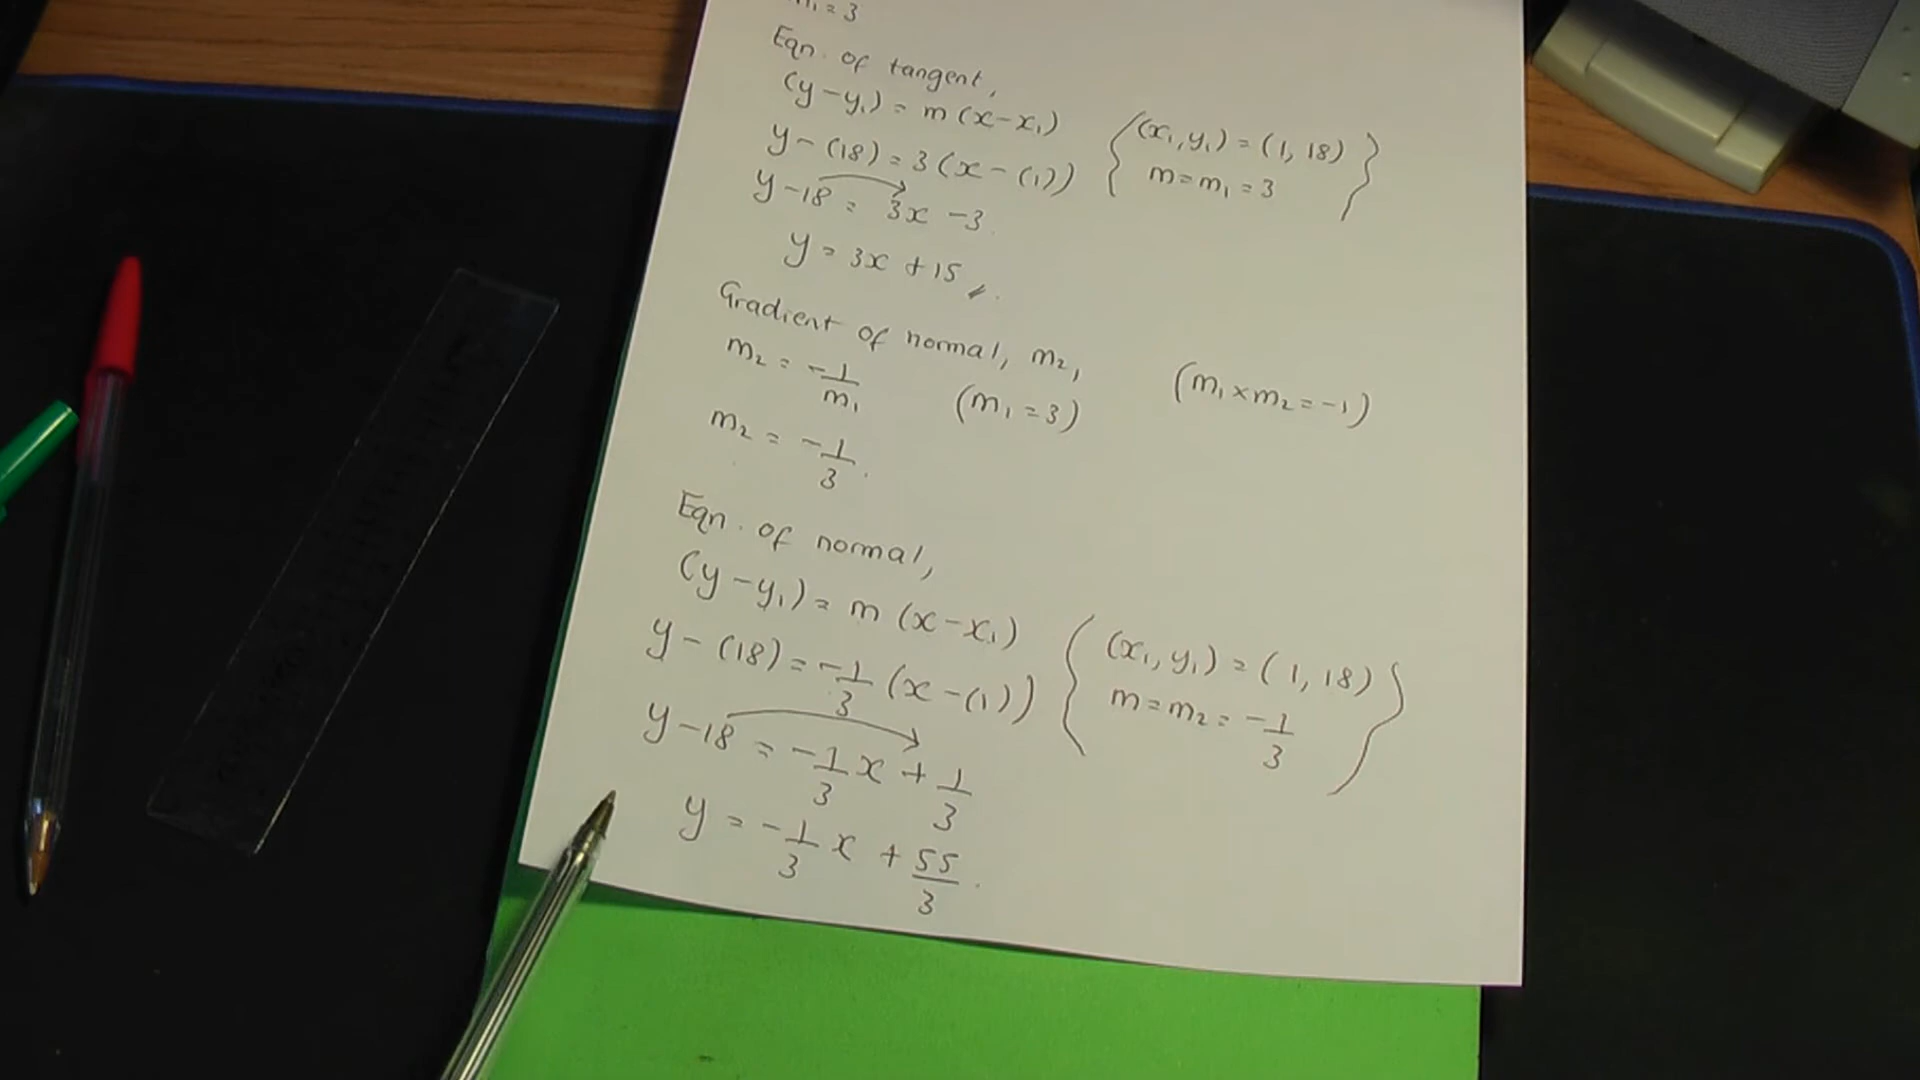 m₁ = 3
Eqn. of tangent,
(y-y₁) = m (x-x₁) { (x₁, y₁) = (1, 18)
y-(18) = 3 (x-(1)) m = m₁ = 3 }
y-18 = 3x -3.
y = 3x +15 //.
Gradient of normal, m₂,
m₂ = -1/m₁ (m₁ = 3) (m₁ x m₂ = -1)
m₂ = -1/3.
Eqn. of normal,
(y-y₁) = m (x-x₁) { (x₁, y₁) = (1, 18)
y-(18) = -1/3 (x-(1)) m = m₂ = -1/3 }
y-18 = -1/3 x + 1/3
y = -1/3 x + 55/3.